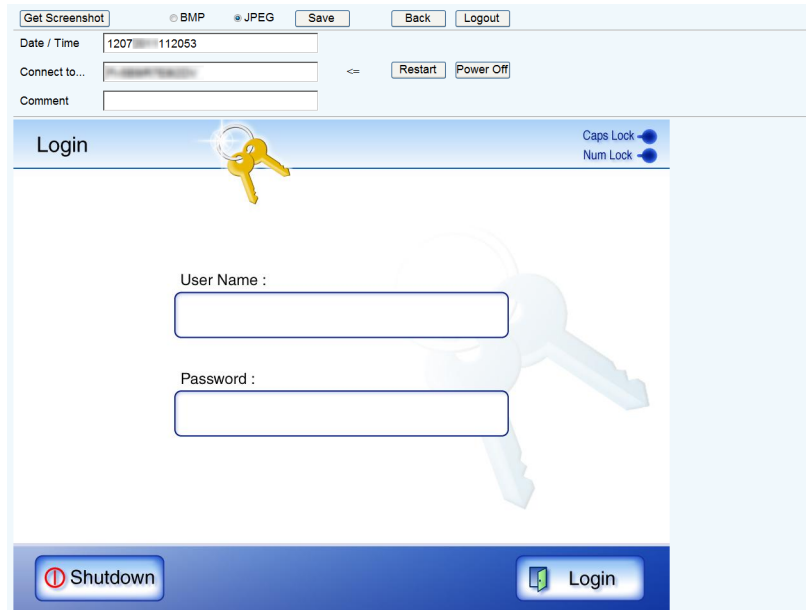 Get Screenshot BMP JPEG Save Back Logout
Date / Time 1207 112053
Connect to... <= Restart Power Off
Comment
Login Caps Lock
Num Lock
User Name :
Password :
Shutdown Login